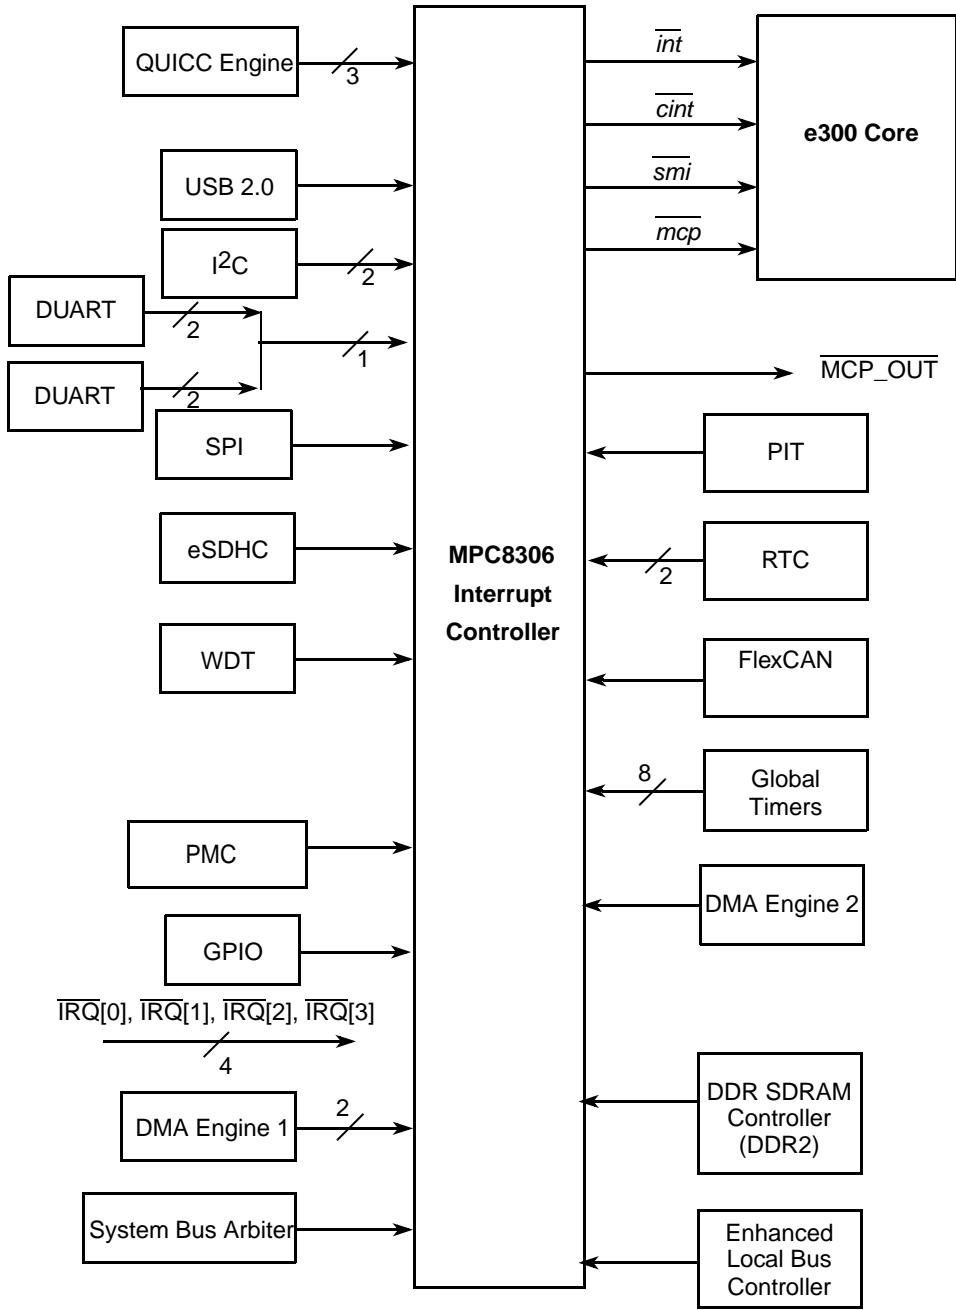 QUICC Engine
3
USB 2.0
I2C
2
DUART
2
1
DUART
2
SPI
eSDHC
WDT
PMC
GPIO
IRQ[0], IRQ[1], IRQ[2], IRQ[3]
4
DMA Engine 1
2
System Bus Arbiter
MPC8306
Interrupt
Controller
int
cint
smi
mcp
e300 Core
MCP_OUT
PIT
RTC
2
FlexCAN
8
Global
Timers
DMA Engine 2
DDR SDRAM
Controller
(DDR2)
Enhanced
Local Bus
Controller